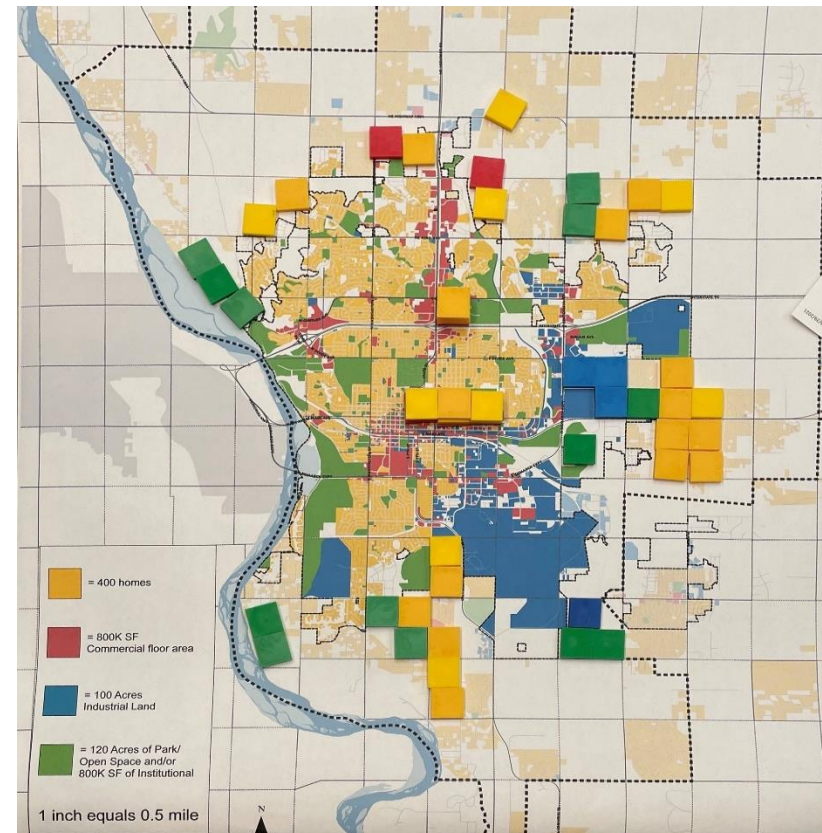 = 400 homes
= 800K SF
Commercial floor area
= 100 Acres
Industrial Land
= 120 Acres of Park/
Open Space and/or
800K SF of Institutional
1 inch equals 0.5 mile
N